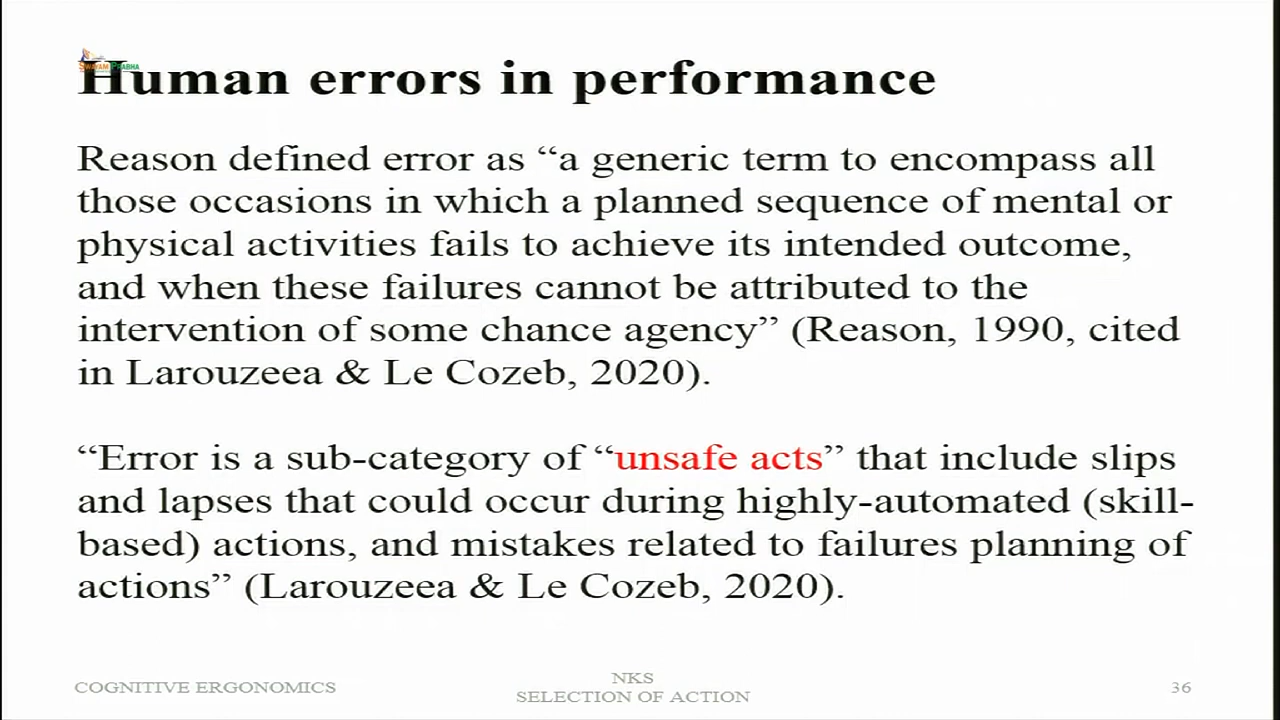 SWAYAM PRABHA
Human errors in performance
Reason defined error as “a generic term to encompass all
those occasions in which a planned sequence of mental or
physical activities fails to achieve its intended outcome,
and when these failures cannot be attributed to the
intervention of some chance agency” (Reason, 1990, cited
in Larouzeea & Le Cozeb, 2020).
“Error is a sub-category of “unsafe acts” that include slips
and lapses that could occur during highly-automated (skill-
based) actions, and mistakes related to failures planning of
actions” (Larouzeea & Le Cozeb, 2020).
COGNITIVE ERGONOMICS
NKS
SELECTION OF ACTION
36